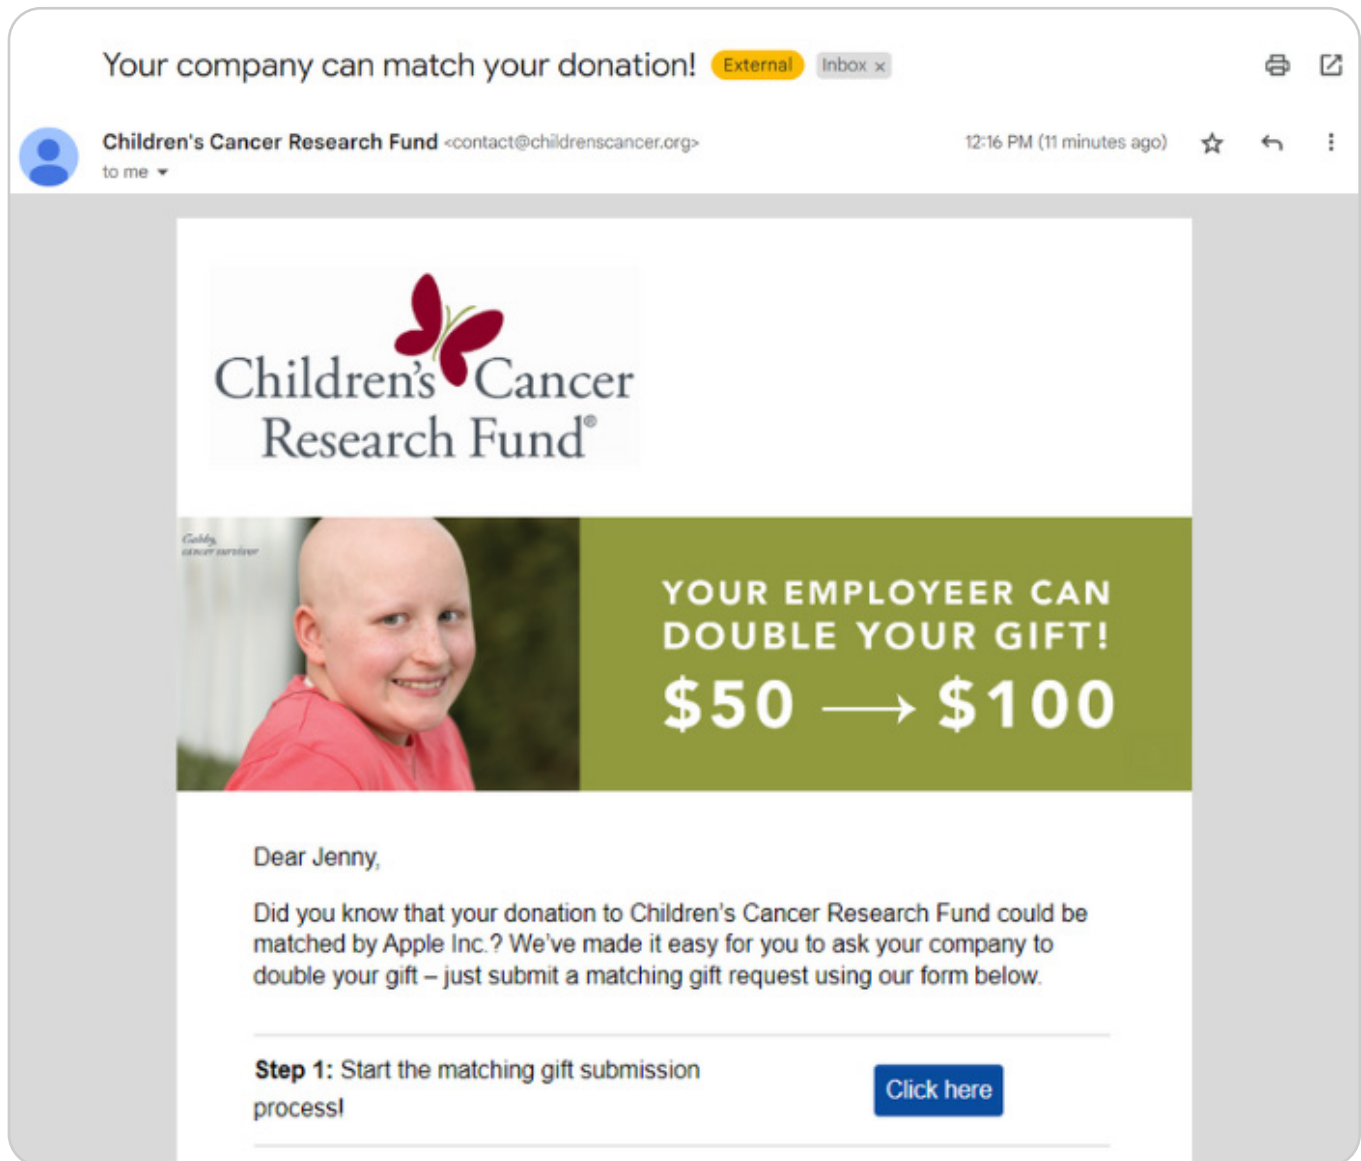 Your company can match your donation! External Inbox x
Children's Cancer Research Fund <contact@childrenscancer.org> 12:16 PM (11 minutes ago)
to me
Children's Cancer
Research Fund®
Gabby,
cancer survivor
YOUR EMPLOYEER CAN
DOUBLE YOUR GIFT!
$50 → $100
Dear Jenny,
Did you know that your donation to Children's Cancer Research Fund could be
matched by Apple Inc.? We've made it easy for you to ask your company to
double your gift – just submit a matching gift request using our form below.
Step 1: Start the matching gift submission
process!
Click here